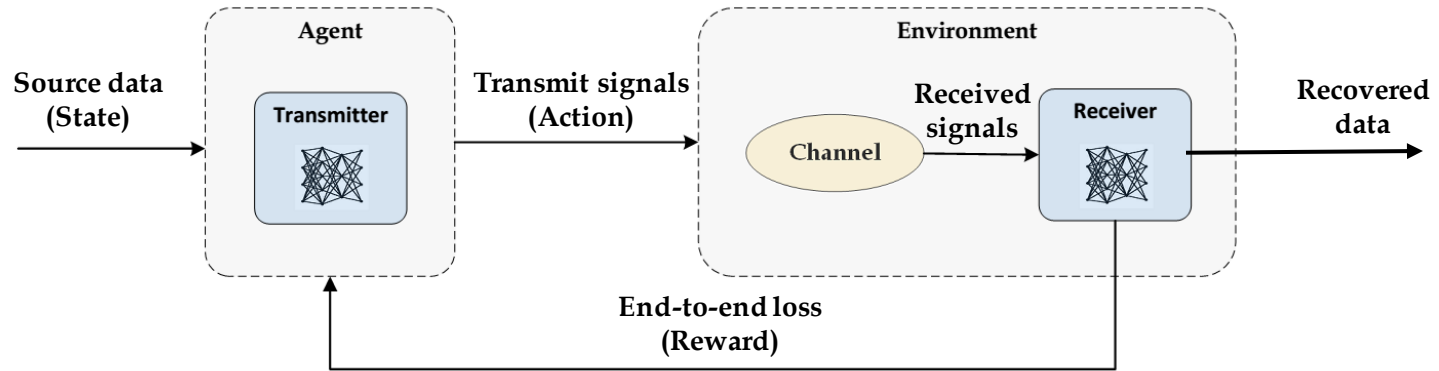 Agent
Environment
Source data
(State)
Transmitter
Transmit signals
(Action)
Channel
Received
signals
Receiver
Recovered
data
End-to-end loss
(Reward)